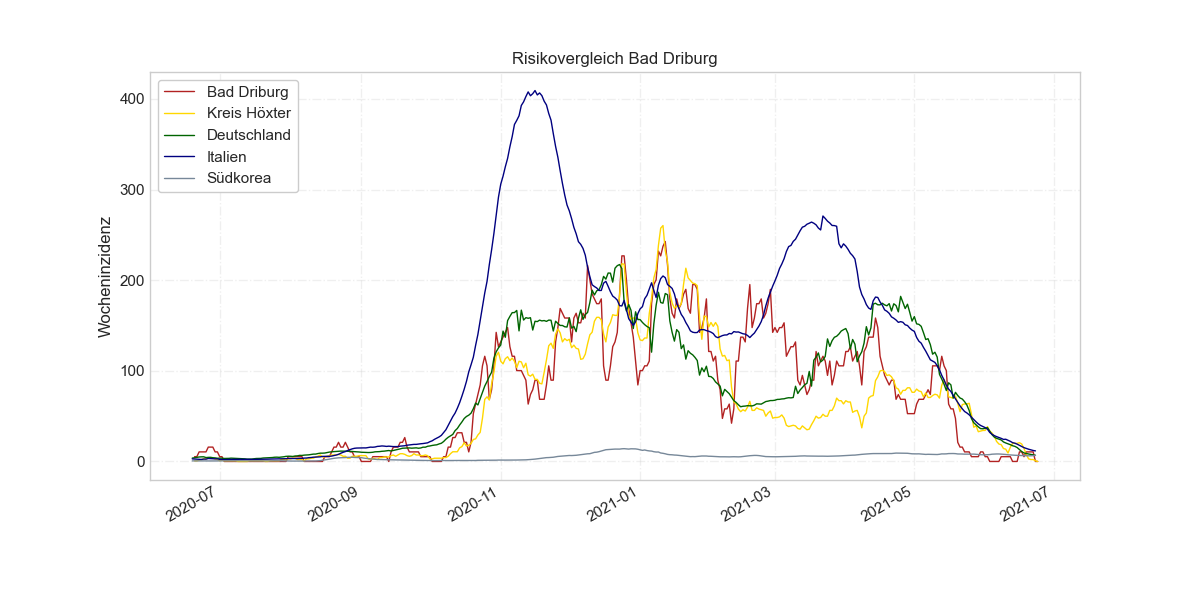 Risikovergleich Bad Driburg
Bad Driburg
Kreis Höxter
Deutschland
Italien
Südkorea
Wocheninzidenz
400
300
200
100
0
2020-07
2020-09
2020-11
2021-01
2021-03
2021-05
2021-07